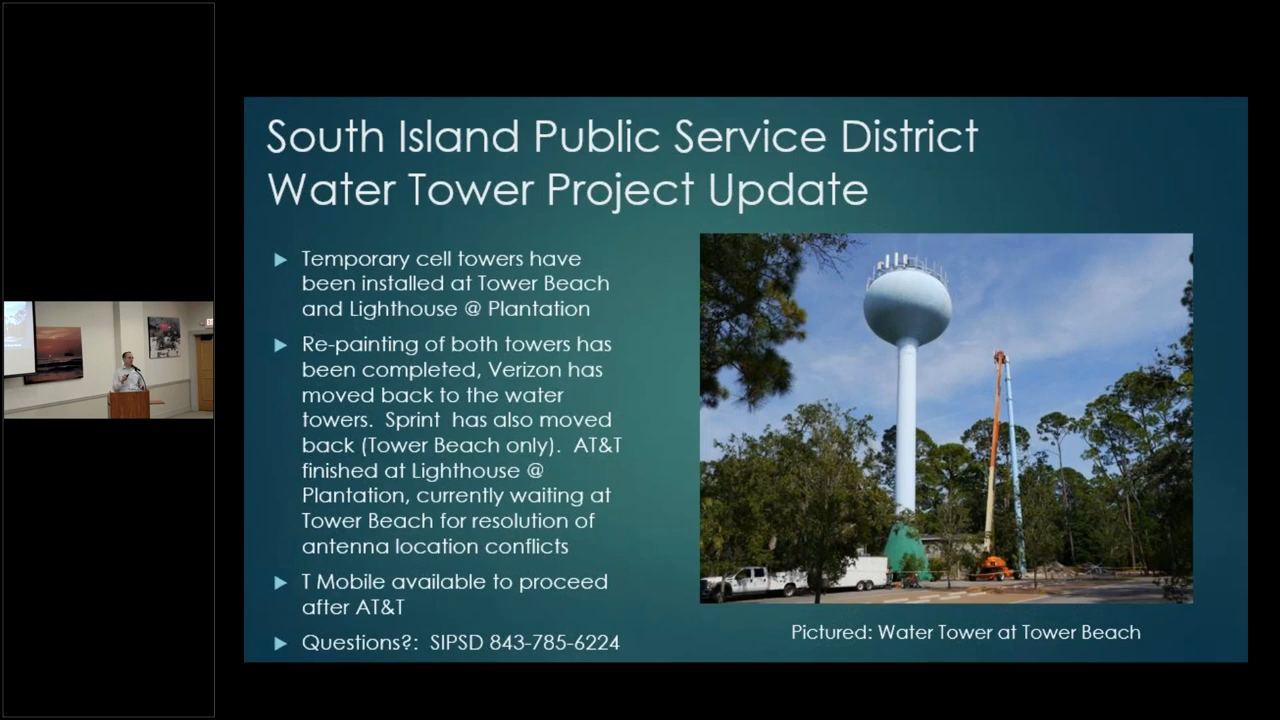 South Island Public Service District
Water Tower Project Update
Temporary cell towers have
been installed at Tower Beach
and Lighthouse @ Plantation
Re-painting of both towers has
been completed, Verizon has
moved back to the water
towers.  Sprint  has also moved
back (Tower Beach only).  AT&T
finished at Lighthouse @
Plantation, currently waiting at
Tower Beach for resolution of
antenna location conflicts
T Mobile available to proceed
after AT&T
Questions?:  SIPSD 843-785-6224
Pictured: Water Tower at Tower Beach